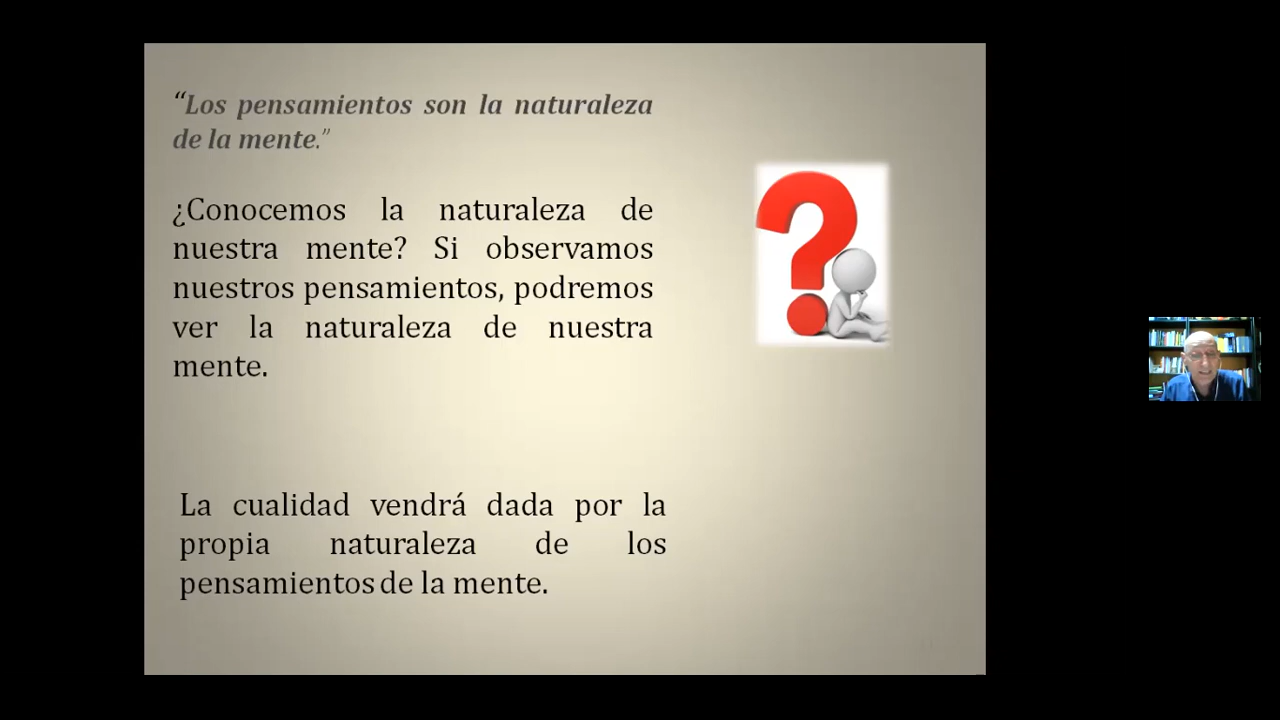 “Los pensamientos son la naturaleza
de la mente.”
¿Conocemos la naturaleza de
nuestra mente? Si observamos
nuestros pensamientos, podremos
ver la naturaleza de nuestra
mente.
La cualidad vendrá dada por la
propia naturaleza de los
pensamientos de la mente.